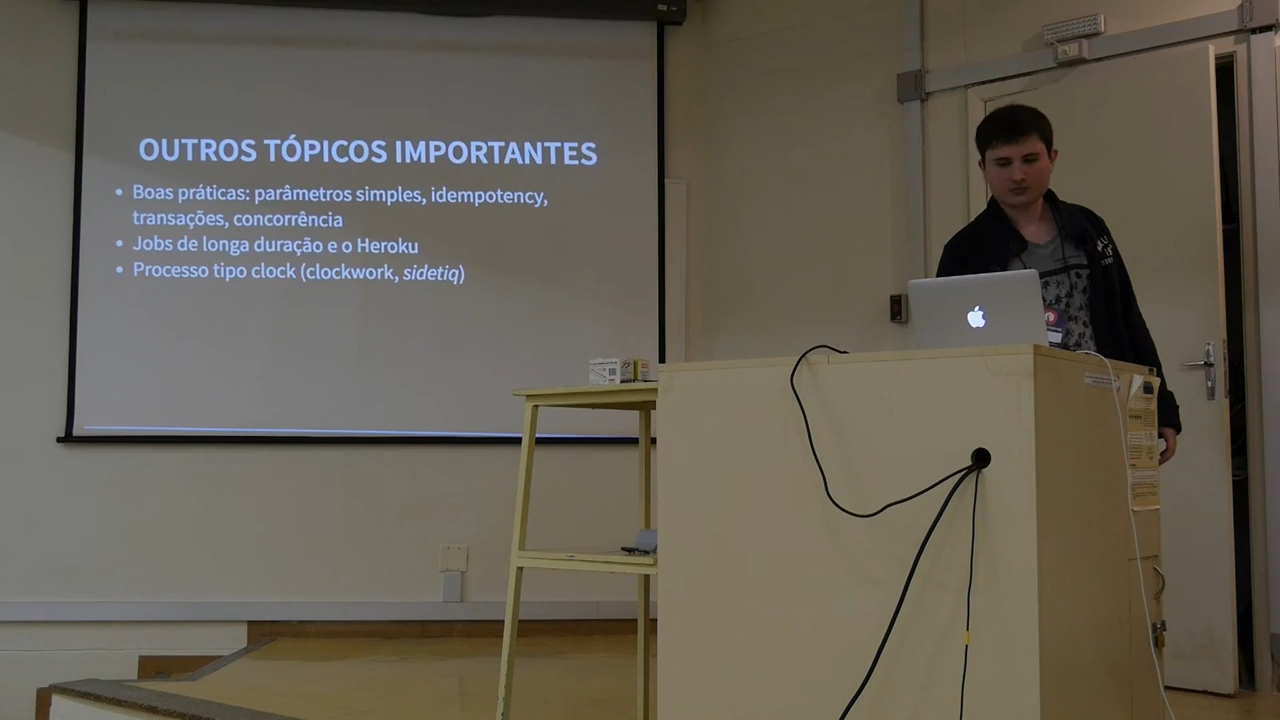 OUTROS TÓPICOS IMPORTANTES
• Boas práticas: parâmetros simples, idempotency,
transações, concorrência
• Jobs de longa duração e o Heroku
• Processo tipo clock (clockwork, sidetiq)